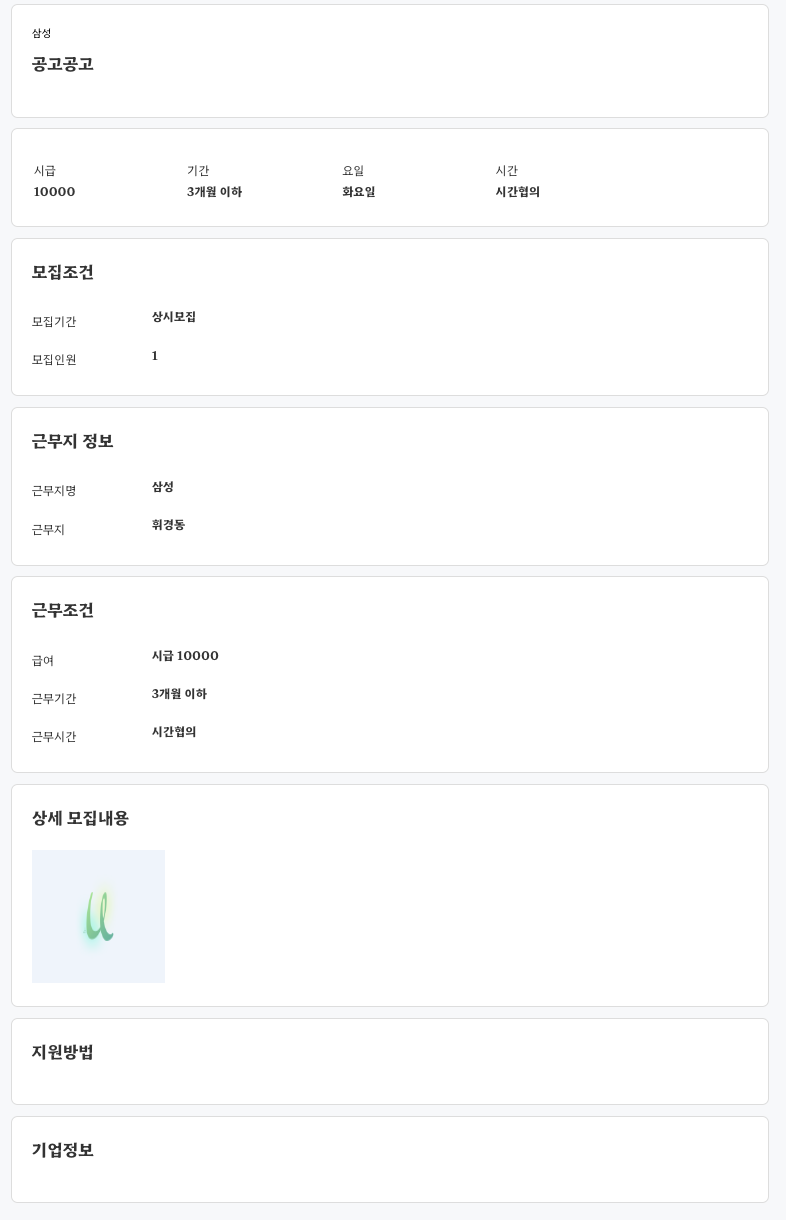 삼성
공고공고
시급 기간 요일 시간
10000 3개월 이하 화요일 시간협의
모집조건
모집기간 상시모집
모집인원 1
근무지 정보
근무지명 삼성
근무지 휘경동
근무조건
급여 시급 10000
근무기간 3개월 이하
근무시간 시간협의
상세 모집내용
u
지원방법
기업정보